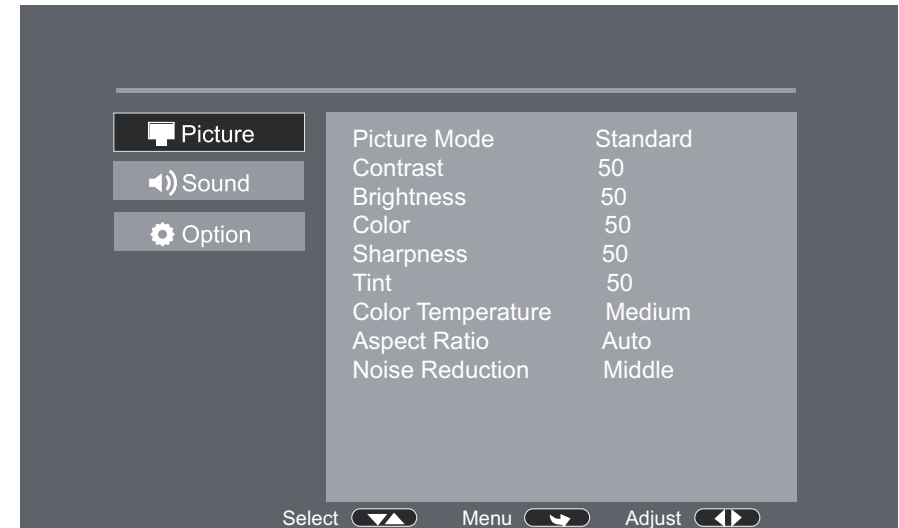 Picture
Sound
Option
Picture Mode Standard
Contrast 50
Brightness 50
Color 50
Sharpness 50
Tint 50
Color Temperature Medium
Aspect Ratio Auto
Noise Reduction Middle
Select Menu Adjust